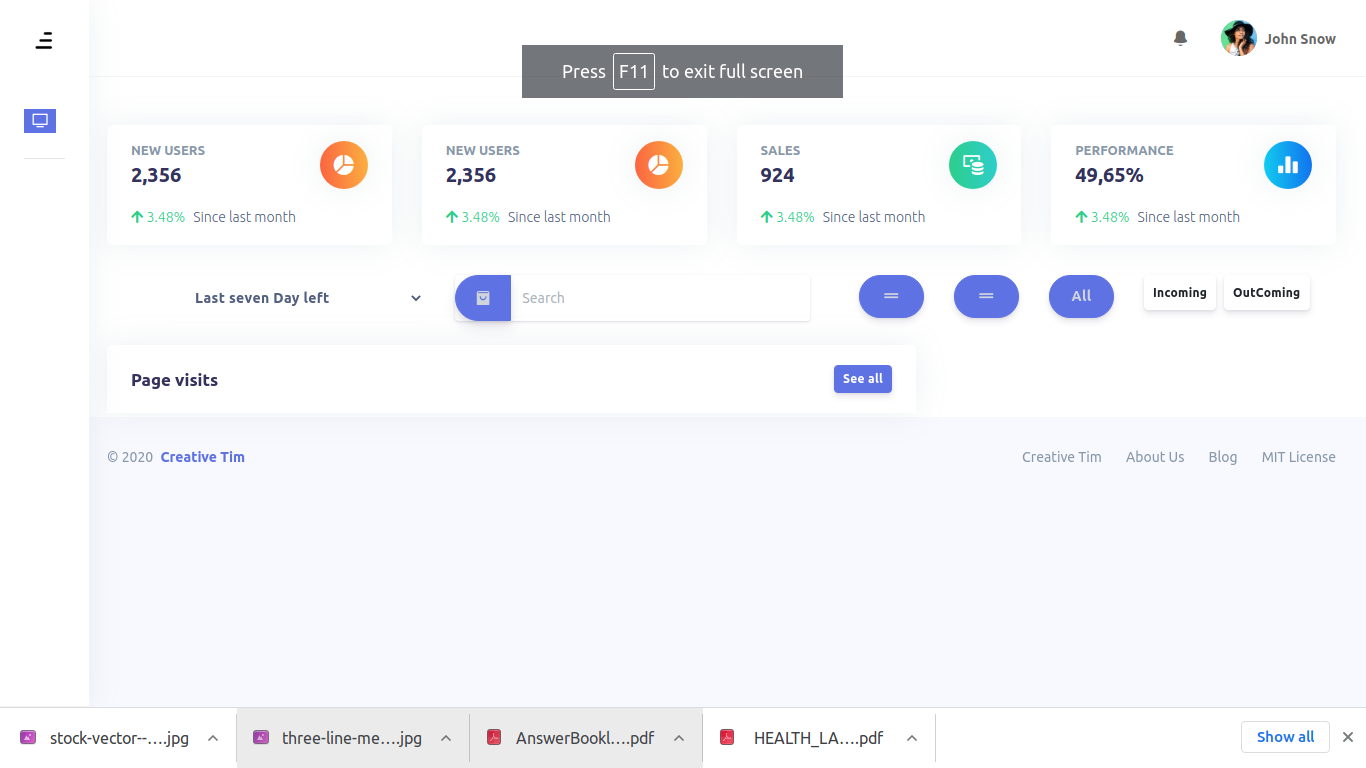 John Snow
Press F11 to exit full screen
NEW USERS
2,356
3.48% Since last month
NEW USERS
2,356
3.48% Since last month
SALES
924
3.48% Since last month
PERFORMANCE
49,65%
3.48% Since last month
Last seven Day left
Search
All
Incoming
OutComing
Page visits
See all
© 2020 Creative Tim
Creative Tim
About Us
Blog
MIT License
stock-vector--....jpg
three-line-me....jpg
AnswerBookl....pdf
HEALTH_LA....pdf
Show all